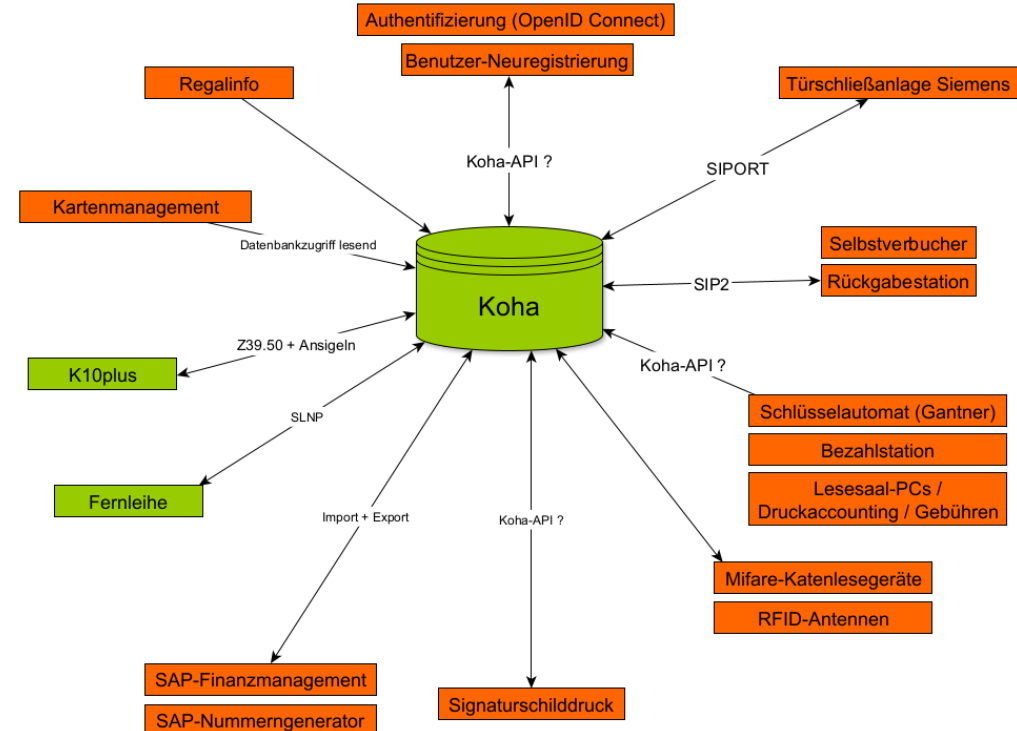 Authentifizierung (OpenID Connect)
Benutzer-Neuregistrierung
Regalinfo
Türschließanlage Siemens
Koha-API ?
SIPORT
Kartenmanagement
Datenbankzugriff lesend
Selbstverbucher
Rückgabestation
SIP2
Koha
Z39.50 + Ansigeln
K10plus
Koha-API ?
SLNP
Schlüsselautomat (Gantner)
Bezahlstation
Lesesaal-PCs /
Druckaccounting / Gebühren
Fernleihe
Import + Export
Koha-API ?
Mifare-Katenlesegeräte
RFID-Antennen
SAP-Finanzmanagement
SAP-Nummerngenerator
Signaturschilddruck